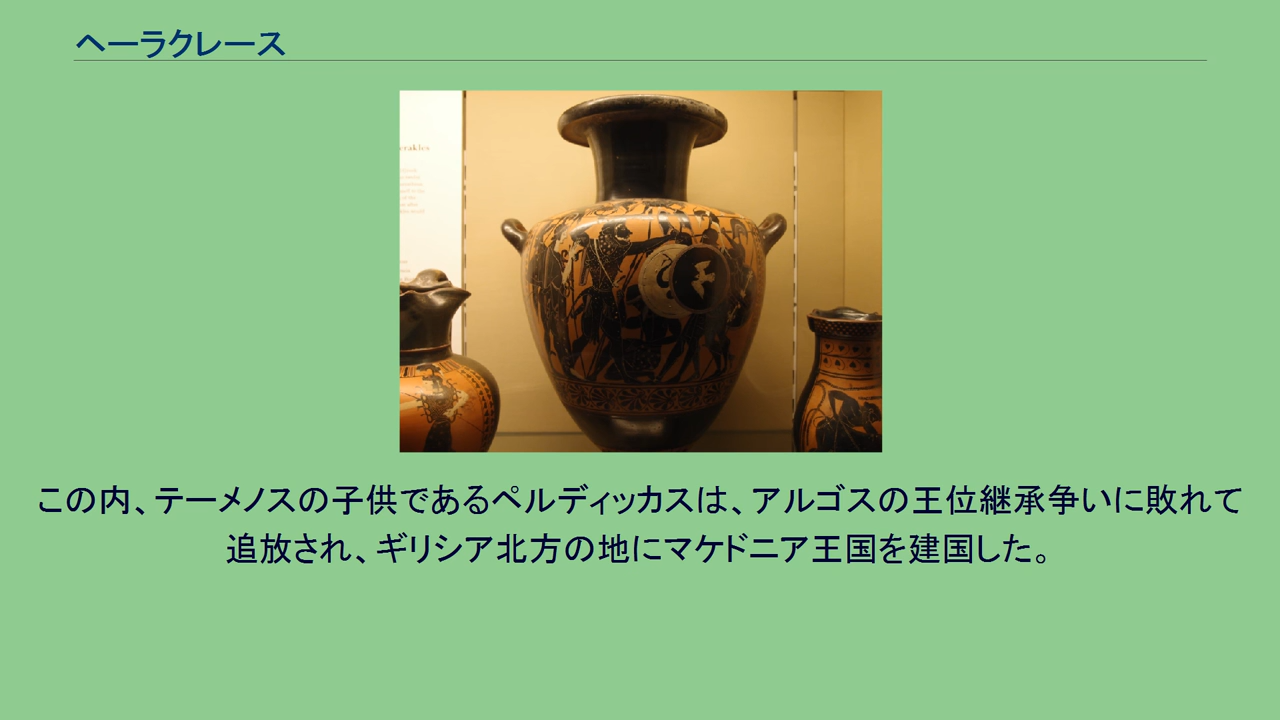 ヘーラクレース
erakles
この内、テーメノスの子供であるペルディッカスは、アルゴスの王位継承争いに敗れて
追放され、ギリシア北方の地にマケドニア王国を建国した。